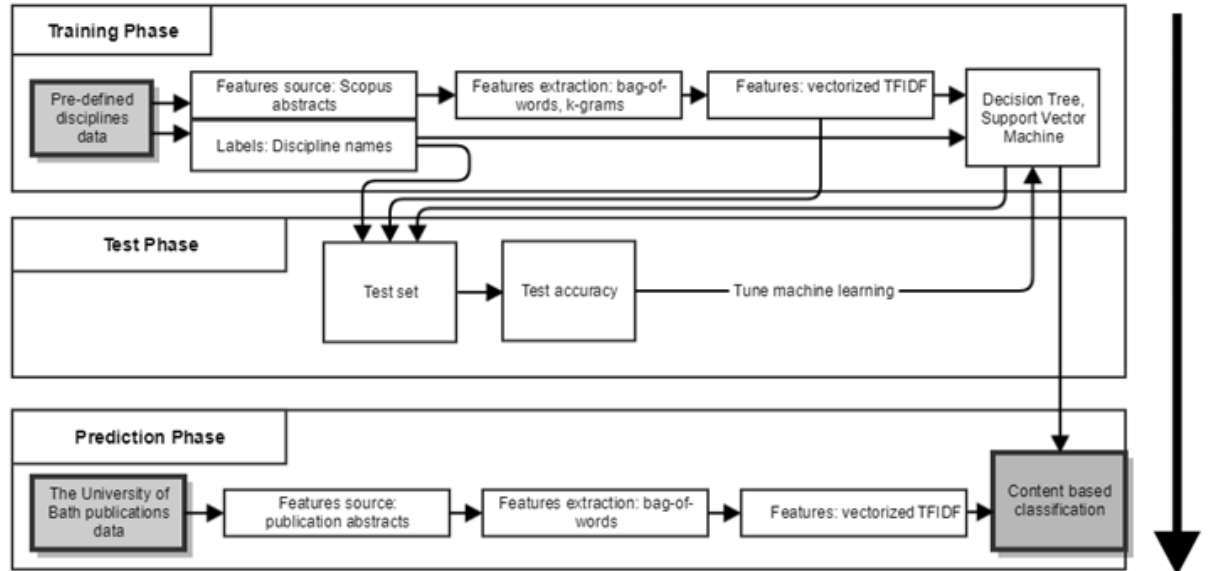 Training Phase
Pre-defined
disciplines
data
Features source: Scopus
abstracts
Labels: Discipline names
Features extraction: bag-of-
words, k-grams
Features: vectorized TFIDF
Decision Tree,
Support Vector
Machine
Test Phase
Test set
Test accuracy
Tune machine learning
Prediction Phase
The University of
Bath publications
data
Features source:
publication abstracts
Features extraction: bag-of-
words
Features: vectorized TFIDF
Content based
classification